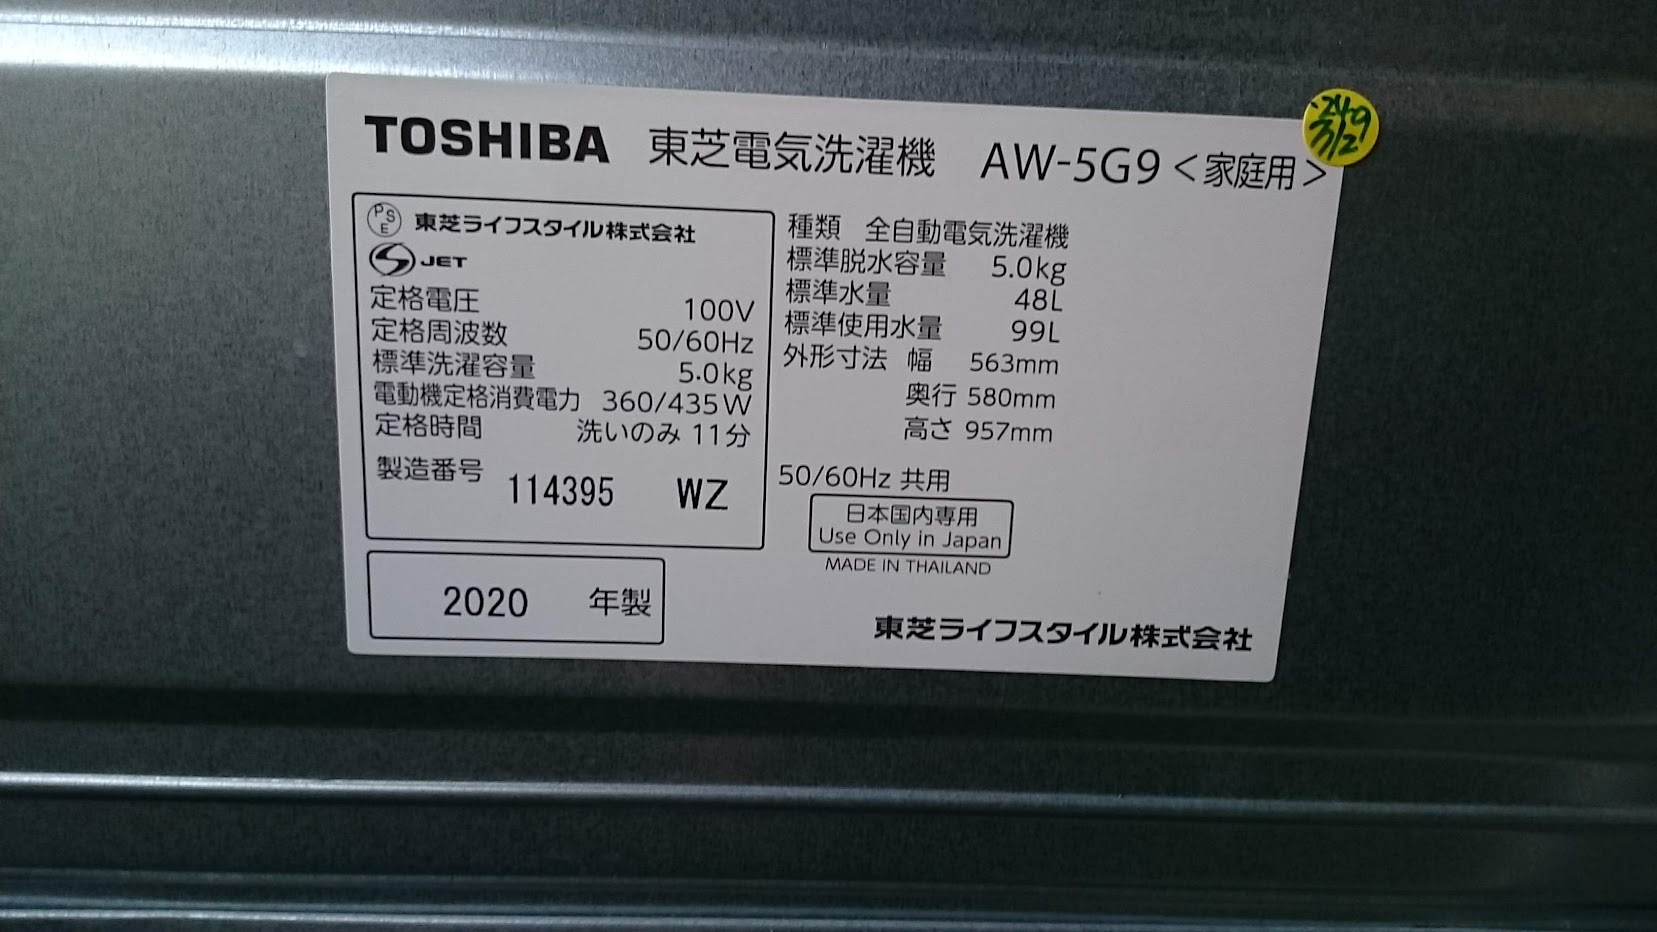 TOSHIBA 東芝電気洗濯機 AW-5G9<家庭用>
PSE 東芝ライフスタイル株式会社
S JET
定格電圧 100V
定格周波数 50/60Hz
標準洗濯容量 5.0kg
電動機定格消費電力 360/435W
定格時間 洗いのみ 11分
製造番号 114395 WZ
2020 年製
種類 全自動電気洗濯機
標準脱水容量 5.0kg
標準水量 48L
標準使用水量 99L
外形寸法 幅 563mm
奥行 580mm
高さ 957mm
50/60Hz 共用
日本国内専用
Use Only in Japan
MADE IN THAILAND
東芝ライフスタイル株式会社